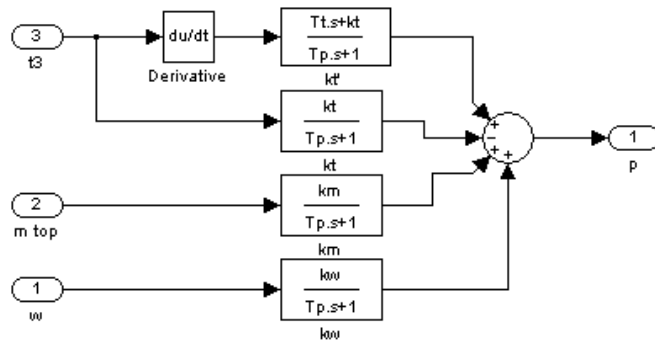 3
t3
du/dt
Derivative
Tt.s+kt
Tp.s+1
kt'
kt
Tp.s+1
kt
2
m top
km
Tp.s+1
km
1
w
kw
Tp.s+1
kw
+
−
+
+
1
p